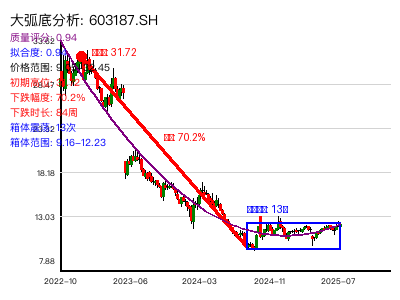 大弧底分析: 603187.SH
质量评分: 0.94
33.62
拟合度: 0.9
31.72
价格范围: 9.
.45
初期高位:
下跌幅度: 70.2%
28.47
下跌时长: 84周
箱体震荡: 13次
箱体范围: 9.16-12.23
70.2%
18.18
13.03
13
7.88
2022-10
2023-06
2024-03
2024-11
2025-07